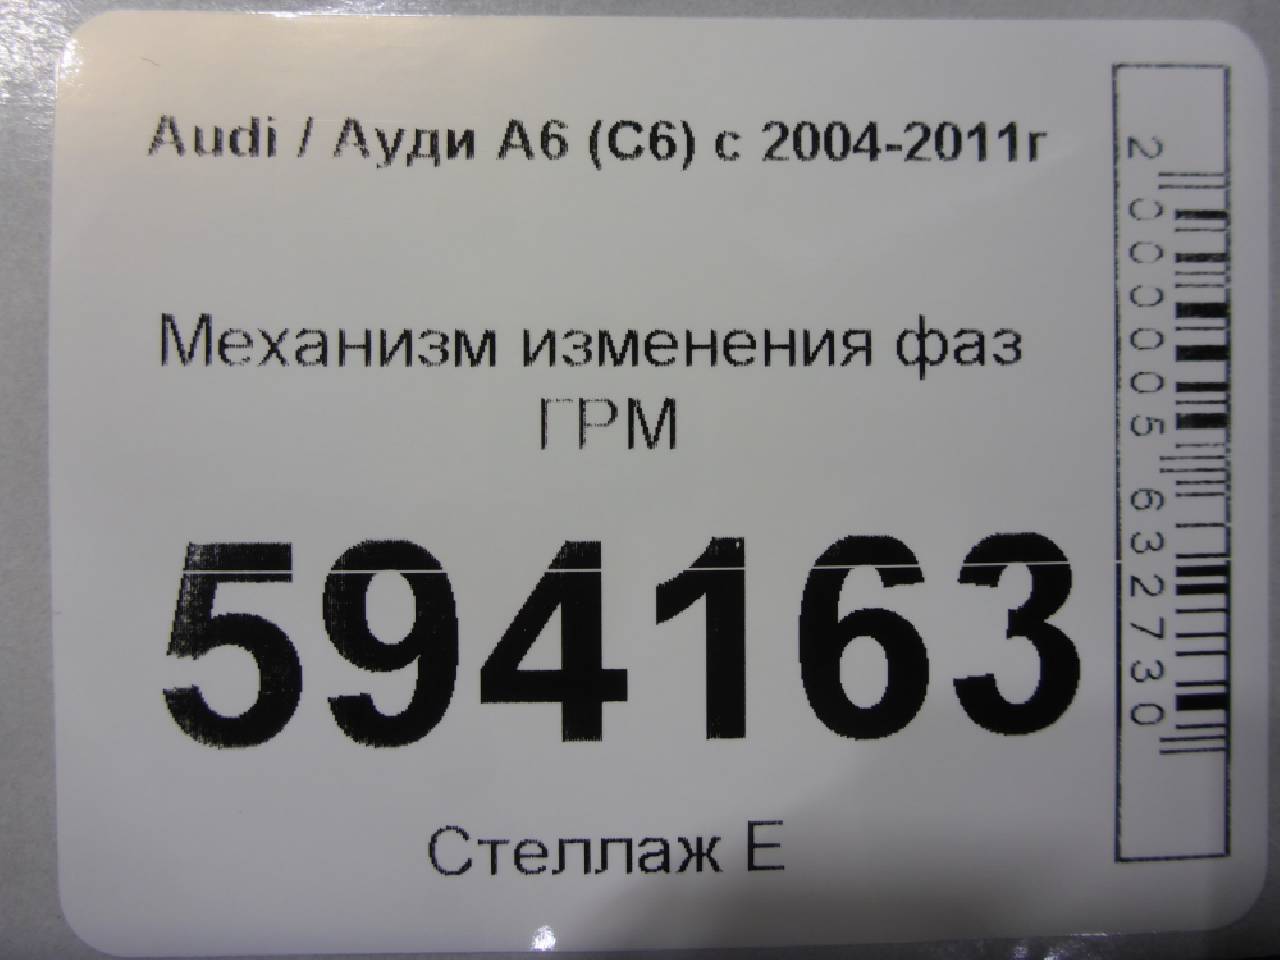 Audi / Ауди А6 (С6) с 2004-2011г
Механизм изменения фаз
ГРМ
594163
Стеллаж Е
2000005632730